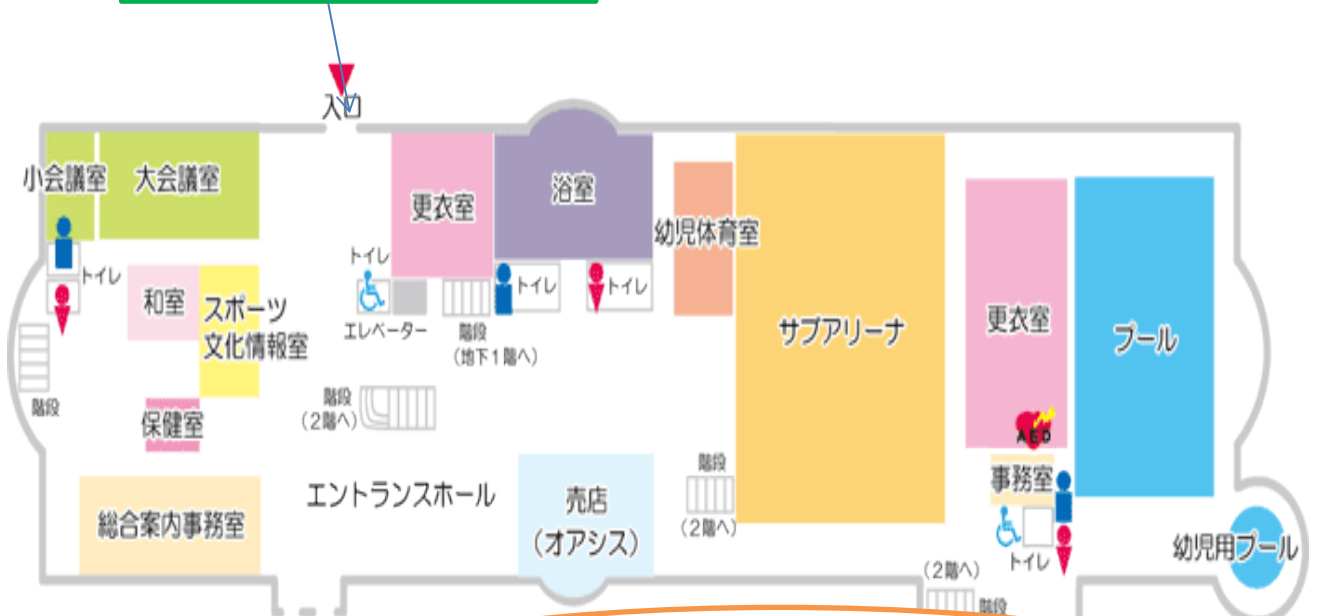 入口
小会議室
大会議室
更衣室
浴室
幼児体育室
トイレ
和室
スポーツ
文化情報室
トイレ
エレベーター
階段
(地下1階へ)
トイレ
トイレ
サブアリーナ
更衣室
プール
階段
階段
(2階へ)
保健室
AED
総合案内事務室
エントランスホール
売店
(オアシス)
階段
(2階へ)
事務室
トイレ
幼児用プール
(2階へ)
階段